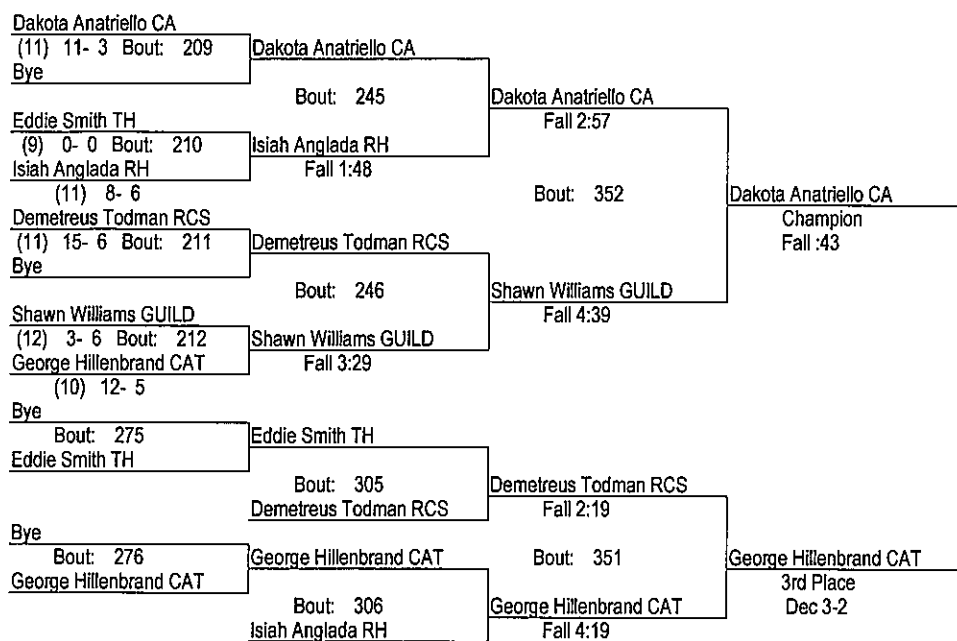 Dakota Anatriello CA
(11) 11- 3 Bout: 209
Bye
Dakota Anatriello CA
Bout: 245
Eddie Smith TH
(9) 0- 0 Bout: 210
Isiah Anglada RH
(11) 8- 6
Isiah Anglada RH
Fall 1:48
Dakota Anatriello CA
Fall 2:57
Bout: 352
Demetreus Todman RCS
(11) 15- 6 Bout: 211
Bye
Demetreus Todman RCS
Bout: 246
Shawn Williams GUILD
(12) 3- 6 Bout: 212
George Hillenbrand CAT
(10) 12- 5
Shawn Williams GUILD
Fall 3:29
Shawn Williams GUILD
Fall 4:39
Dakota Anatriello CA
Champion
Fall :43
Bye
Bout: 275
Eddie Smith TH
Eddie Smith TH
Bout: 305
Demetreus Todman RCS
Demetreus Todman RCS
Fall 2:19
Bout: 351
Bye
Bout: 276
George Hillenbrand CAT
George Hillenbrand CAT
Bout: 306
Isiah Anglada RH
George Hillenbrand CAT
Fall 4:19
George Hillenbrand CAT
3rd Place
Dec 3-2